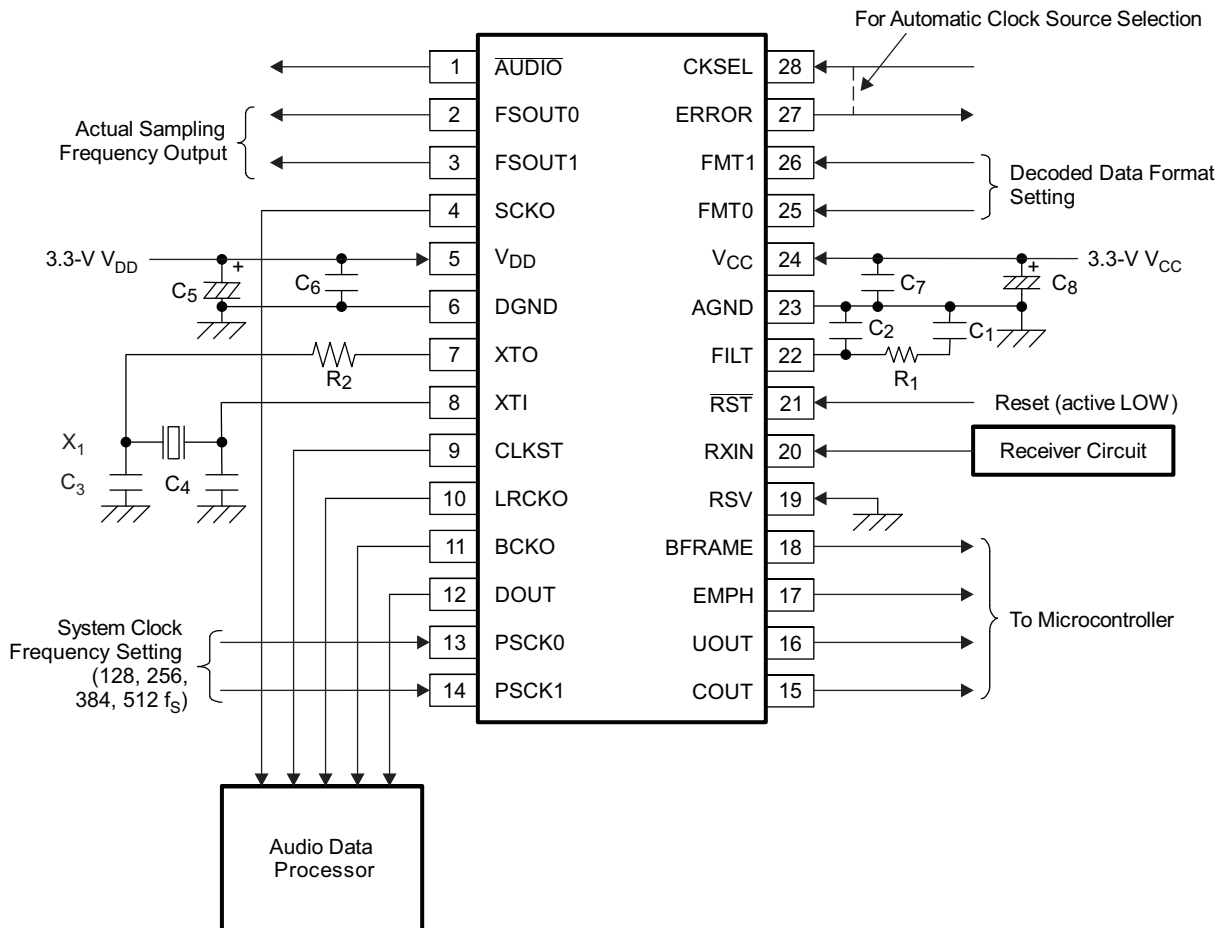 For Automatic Clock Source Selection
1 AUDIO CKSEL 28
2 FSOUT0 ERROR 27
Actual Sampling
Frequency Output
3 FSOUT1 FMT1 26
Decoded Data Format
Setting
4 SCKO FMT0 25
3.3-V VDD
5 VDD VCC 24
3.3-V VCC
+
C5
C6
C7
+
C8
6 DGND AGND 23
C2
C1
7 XTO FILT 22
R2
R1
8 XTI RST 21
Reset (active LOW)
X1
9 CLKST RXIN 20
Receiver Circuit
C3
C4
10 LRCKO RSV 19
11 BCKO BFRAME 18
12 DOUT EMPH 17
To Microcontroller
System Clock
Frequency Setting
(128, 256,
384, 512 fS)
13 PSCK0 UOUT 16
14 PSCK1 COUT 15
Audio Data
Processor